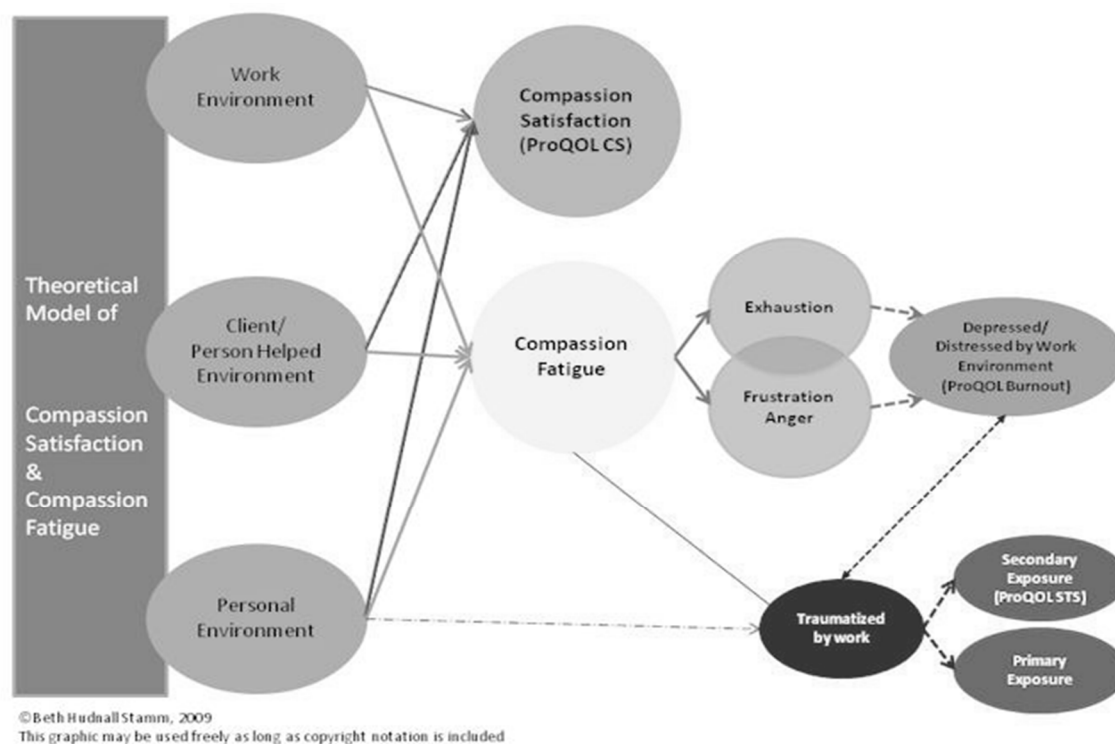 Theoretical
Model of
Compassion
Satisfaction
&
Compassion
Fatigue
Work
Environment
Client/
Person Helped
Environment
Personal
Environment
Compassion
Satisfaction
(ProQOL CS)
Compassion
Fatigue
Exhaustion
Frustration
Anger
Depressed/
Distressed by Work
Environment
(ProQOL Burnout)
Traumatized
by work
Secondary
Exposure
(ProQOL STS)
Primary
Exposure
©Beth Hudnall Stamm, 2009
This graphic may be used freely as long as copyright notation is included